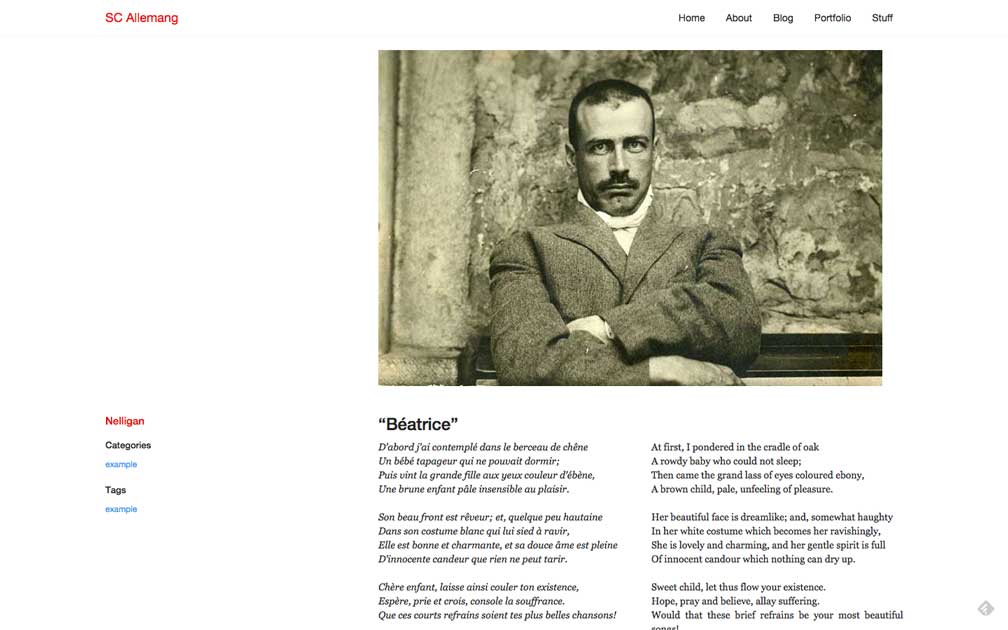 SC Allemang
Home About Blog Portfolio Stuff
Nelligan
Categories
example
Tags
example
“Béatrice”
D'abord j'ai contemplé dans le berceau de chêne
Un bébé tapageur qui ne pouvait dormir;
Puis vint la grande fille aux yeux couleur d'ébène,
Une brune enfant pâle insensible au plaisir.
Son beau front est rêveur; et, quelque peu hautaine
Dans son costume blanc qui lui sied à ravir,
Elle est bonne et charmante, et sa douce âme est pleine
D'innocente candeur que rien ne peut tarir.
Chère enfant, laisse ainsi couler ton existence,
Espère, prie et crois, console la souffrance.
Que ces courts refrains soient tes plus belles chansons!
At first, I pondered in the cradle of oak
A rowdy baby who could not sleep;
Then came the grand lass of eyes coloured ebony,
A brown child, pale, unfeeling of pleasure.
Her beautiful face is dreamlike; and, somewhat haughty
In her white costume which becomes her ravishingly,
She is lovely and charming, and her gentle spirit is full
Of innocent candour which nothing can dry up.
Sweet child, let thus flow your existence.
Hope, pray and believe, allay suffering.
Would that these brief refrains be your most beautiful
songs!